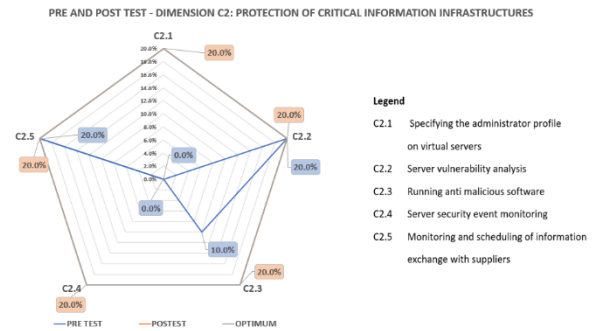 PRE AND POST TEST - DIMENSION C2: PROTECTION OF CRITICAL INFORMATION INFRASTRUCTURES
C2.1
20.0%
20.0%
18.0%
16.0%
14.0%
12.0%
10.0%
8.0%
6.0%
4.0%
2.0%
0.0%
0.0%
20.0%
C2.2
20.0%
C2.5
20.0%
20.0%
0.0%
10.0%
20.0%
C2.3
C2.4
20.0%
PRE TEST
POSTEST
OPTIMUM
Legend
C2.1 Specifying the administrator profile
on virtual servers
C2.2 Server vulnerability analysis
C2.3 Running anti malicious software
C2.4 Server security event monitoring
C2.5 Monitoring and scheduling of information
exchange with suppliers